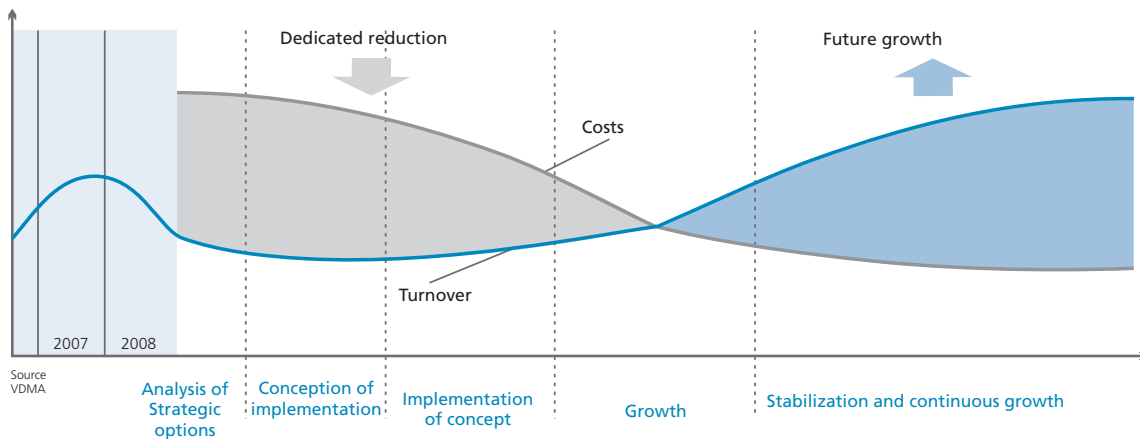 Dedicated reduction
Future growth
Costs
Turnover
2007
2008
Source
VDMA
Analysis of
Strategic
options
Conception of
implementation
Implementation
of concept
Growth
Stabilization and continuous growth